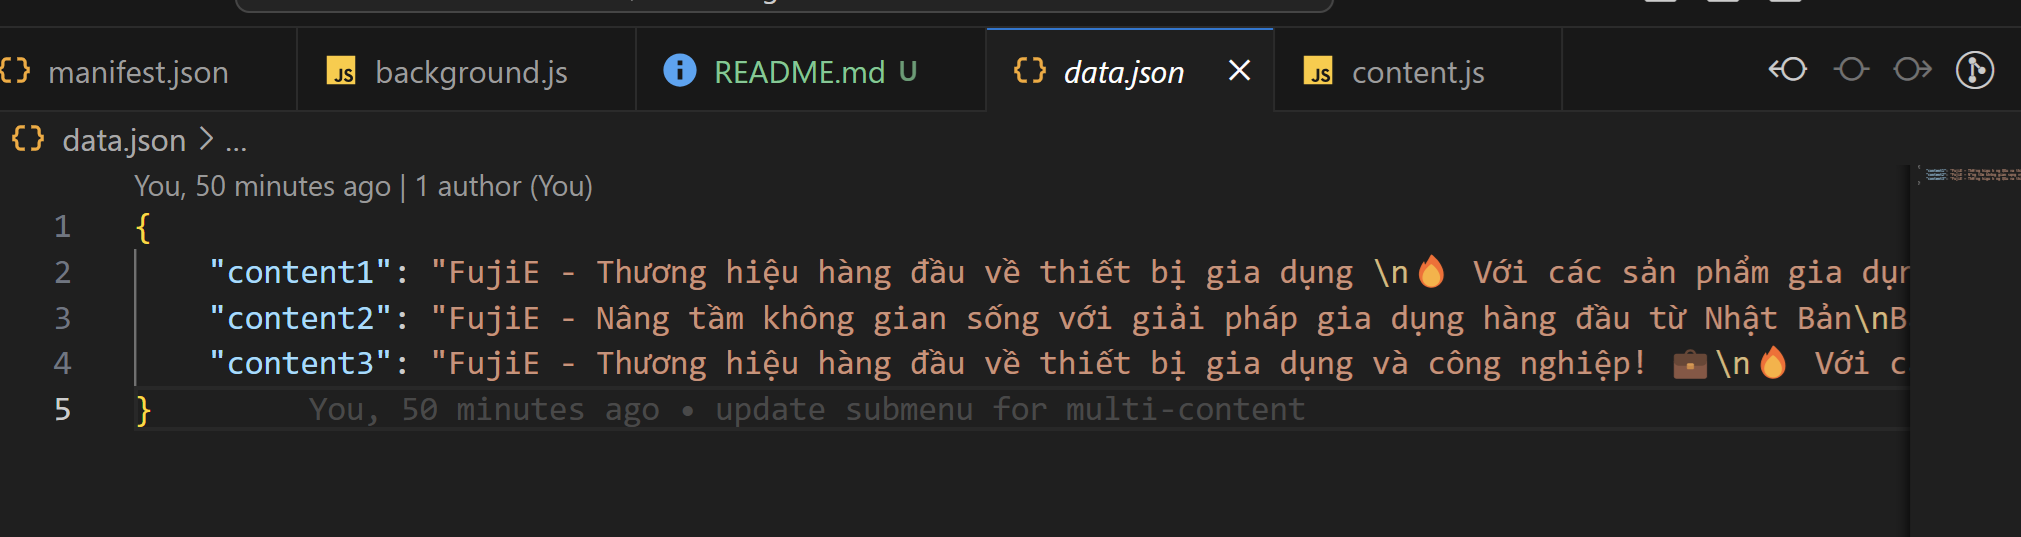 manifest.json
background.js
README.md U
data.json
content.js
data.json > ...
You, 50 minutes ago | 1 author (You)
1 {
2 "content1": "FujiE - Thương hiệu hàng đầu về thiết bị gia dụng \n🔥 Với các sản phẩm gia dụn
3 "content2": "FujiE - Nâng tầm không gian sống với giải pháp gia dụng hàng đầu từ Nhật Bản\nB
4 "content3": "FujiE - Thương hiệu hàng đầu về thiết bị gia dụng và công nghiệp! 💼\n🔥 Với c
5 } You, 50 minutes ago • update submenu for multi-content